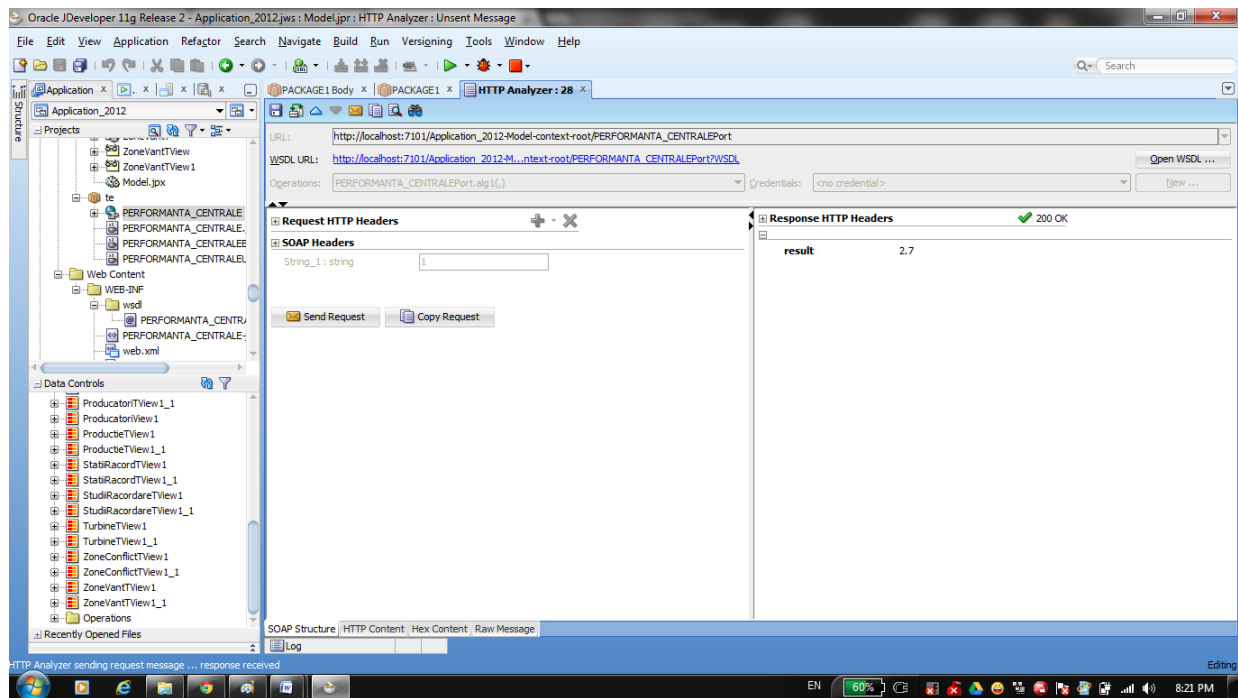 Oracle JDeveloper 11g Release 2 - Application_2012.jws : Model.jpr : HTTP Analyzer : Unsent Message
File Edit View Application Refactor Search Navigate Build Run Versioning Tools Window Help
Search
Application
PACKAGE1 Body PACKAGE1 HTTP Analyzer : 28
Structure
Application_2012
Projects
ZoneVantTView
ZoneVantTView1
Model.jpx
te
PERFORMANTA_CENTRALE
PERFORMANTA_CENTRALE.
PERFORMANTA_CENTRALEE
PERFORMANTA_CENTRALEL
Web Content
WEB-INF
wsdl
PERFORMANTA_CENTR
PERFORMANTA_CENTRALE-
web.xml
Data Controls
ProducatoriTView1_1
ProducatoriView1
ProductieTView1
ProductieTView1_1
StatiiRacordTView1
StatiiRacordTView1_1
StudiiRacordareTView1
StudiiRacordareTView1_1
TurbineTView1
TurbineTView1_1
ZoneConflictTView1
ZoneConflictTView1_1
ZoneVantTView1
ZoneVantTView1_1
Operations
Recently Opened Files
URL: http://localhost:7101/Application_2012-Model-context-root/PERFORMANTA_CENTRALEPort
WSDL URL: http://localhost:7101/Application_2012-M...ntext-root/PERFORMANTA_CENTRALEPort?WSDL Open WSDL ...
Operations: PERFORMANTA_CENTRALEPort.alg1(,) Credentials: <no credential> New ...
Request HTTP Headers
SOAP Headers
String_1 : string 1
Send Request Copy Request
Response HTTP Headers 200 OK
result 2.7
SOAP Structure HTTP Content Hex Content Raw Message
Log
HTTP Analyzer sending request message ... response received Editing
EN 60% 8:21 PM